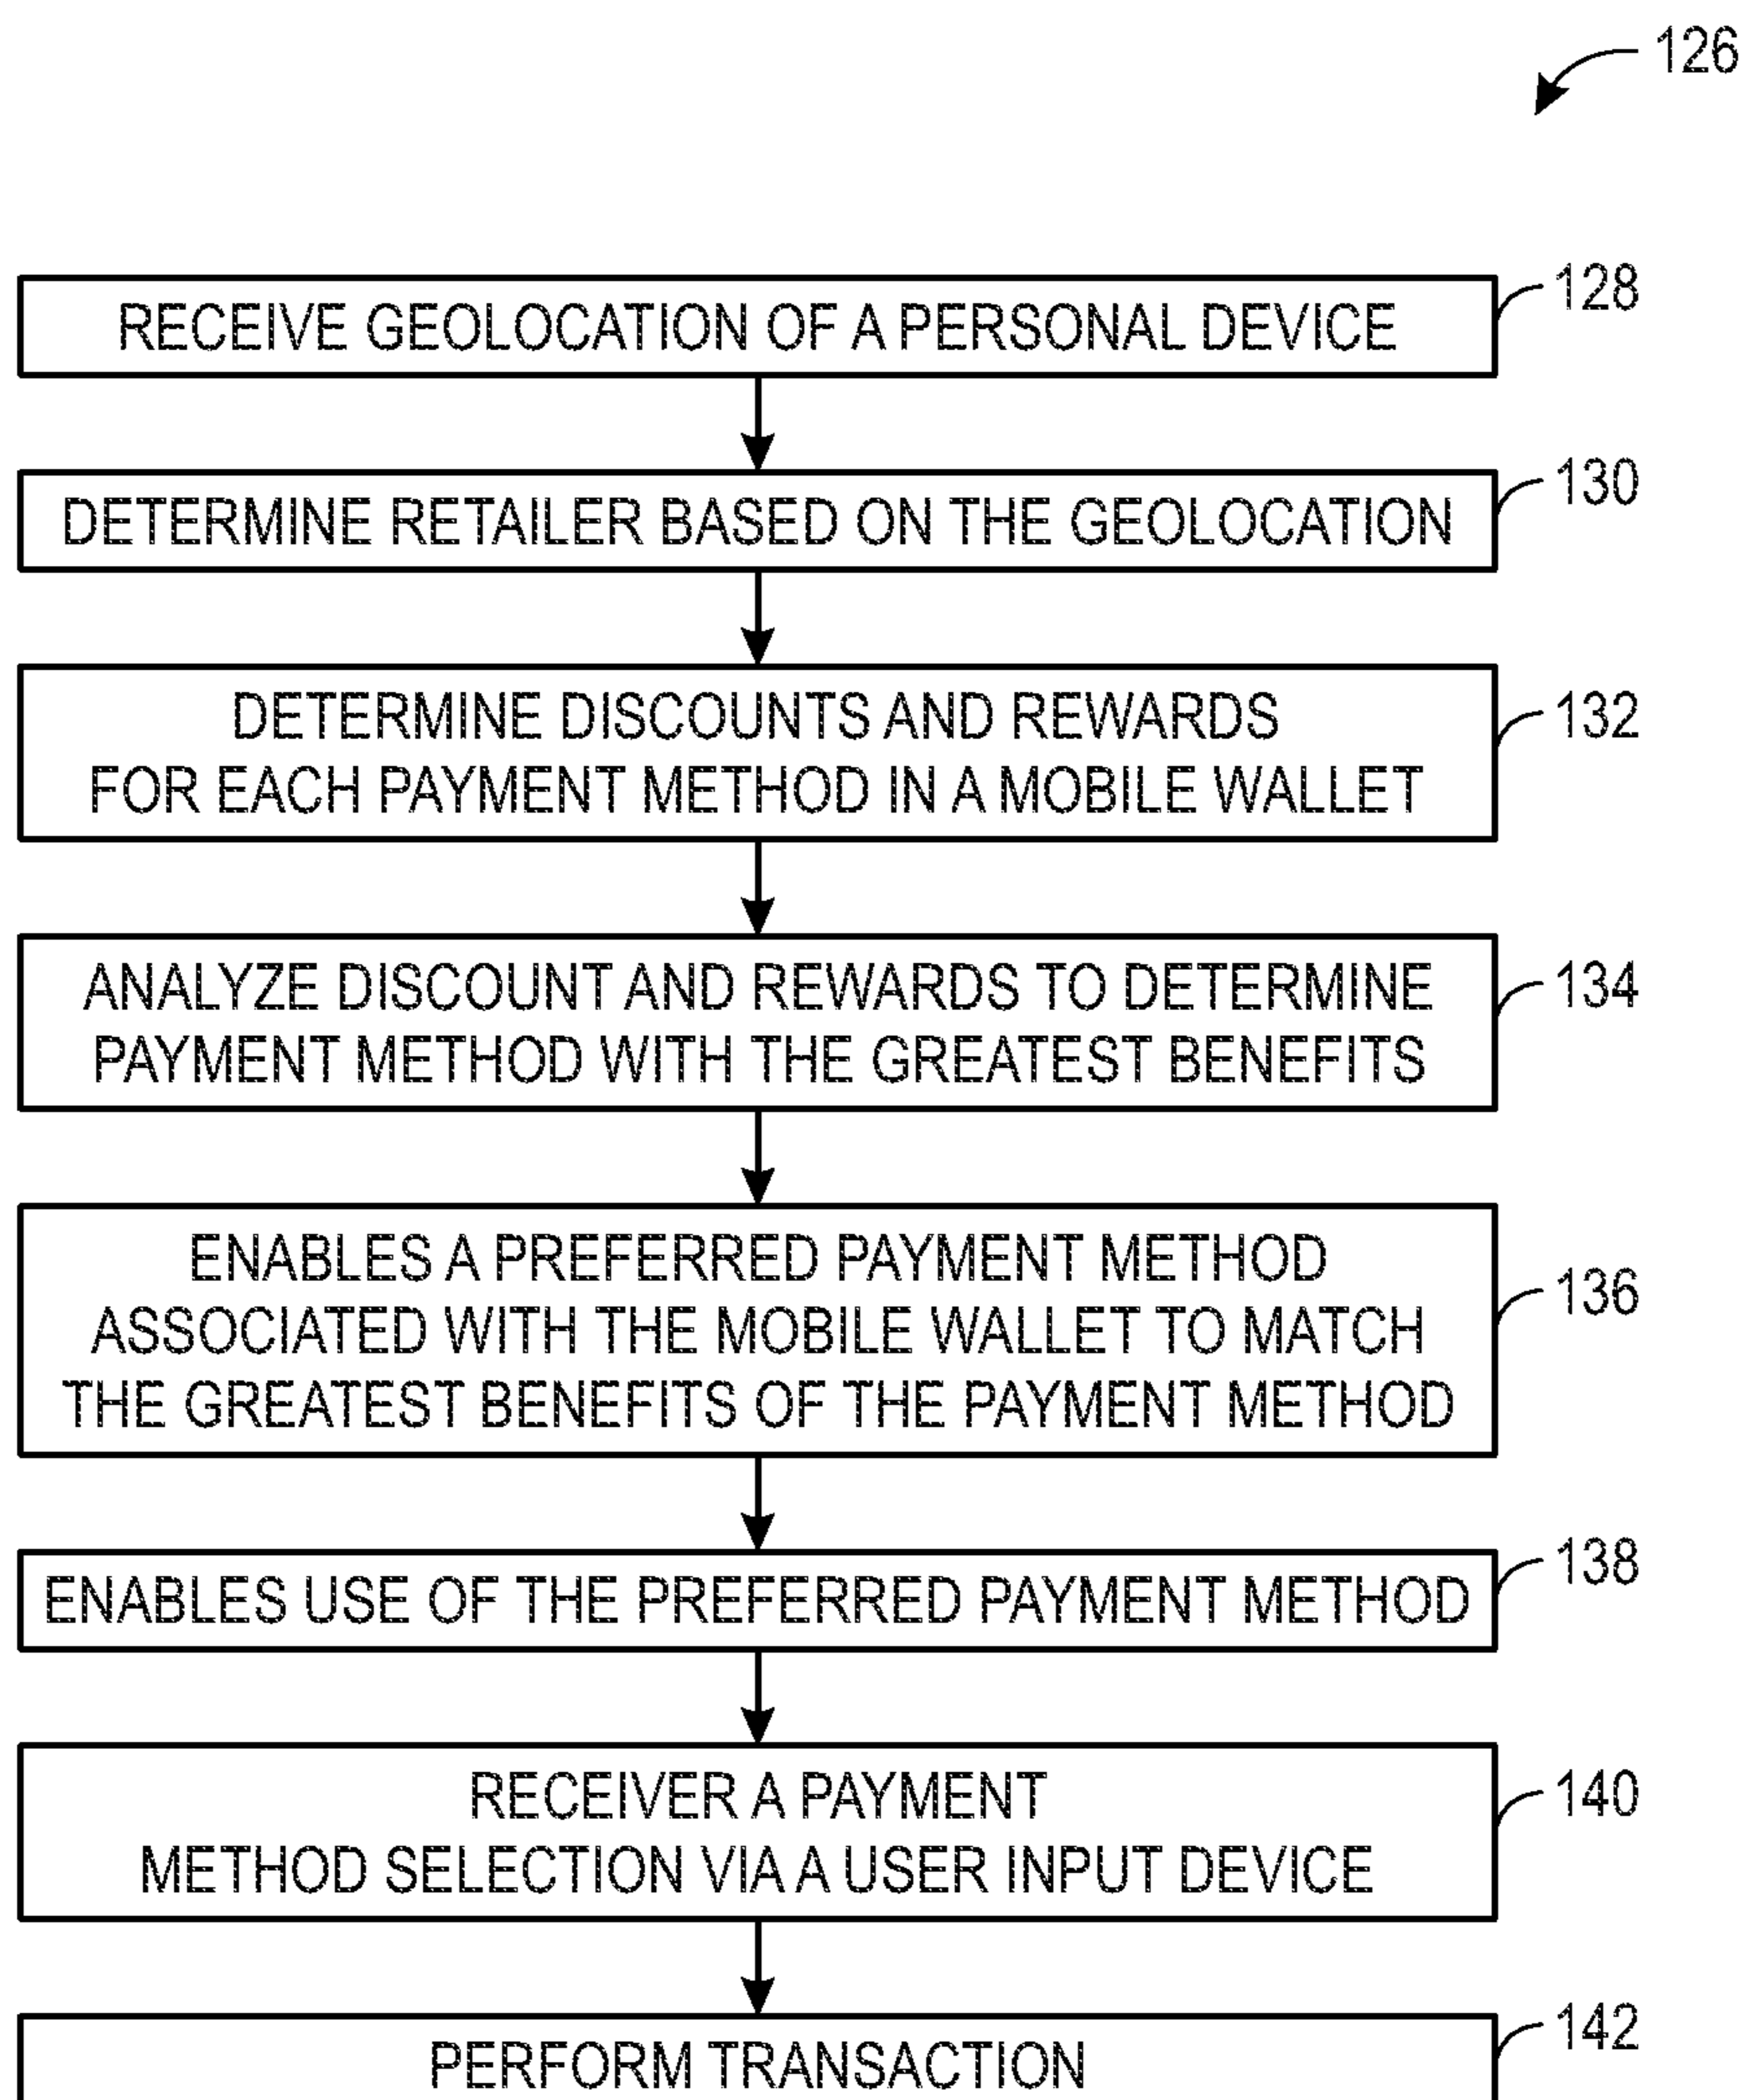 126
RECEIVE GEOLOCATION OF A PERSONAL DEVICE
128
DETERMINE RETAILER BASED ON THE GEOLOCATION
130
DETERMINE DISCOUNTS AND REWARDS
FOR EACH PAYMENT METHOD IN A MOBILE WALLET
132
ANALYZE DISCOUNT AND REWARDS TO DETERMINE
PAYMENT METHOD WITH THE GREATEST BENEFITS
134
ENABLES A PREFERRED PAYMENT METHOD
ASSOCIATED WITH THE MOBILE WALLET TO MATCH
THE GREATEST BENEFITS OF THE PAYMENT METHOD
136
ENABLES USE OF THE PREFERRED PAYMENT METHOD
138
RECEIVER A PAYMENT
METHOD SELECTION VIA A USER INPUT DEVICE
140
PERFORM TRANSACTION
142